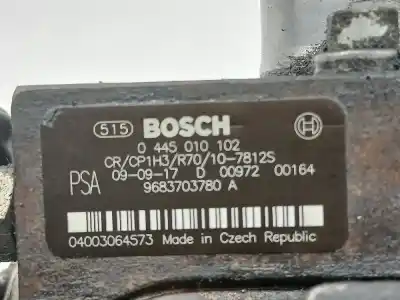 515 BOSCH
0 445 010 102
CR/CP1H3/R70/10-7812S
PSA 09-09-17 D 00972 00164
9683703780 A
04003064573 Made in Czech Republic